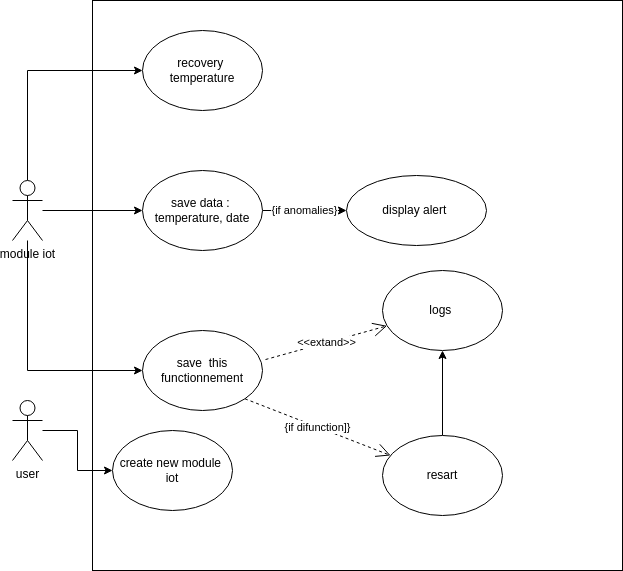 recovery
temperature
save data :
temperature, date
{if anomalies}
display alert
module iot
logs
<<extand>>
save  this
functionnement
{if difunction]}
user
create new module
iot
resart